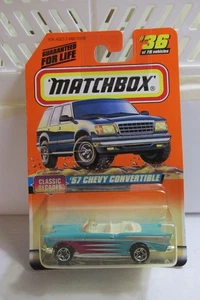 GUARANTEED
FOR LIFE
#36
of 75 vehicles
MATCHBOX
CLASSIC
DECADES
'57 CHEVY CONVERTIBLE